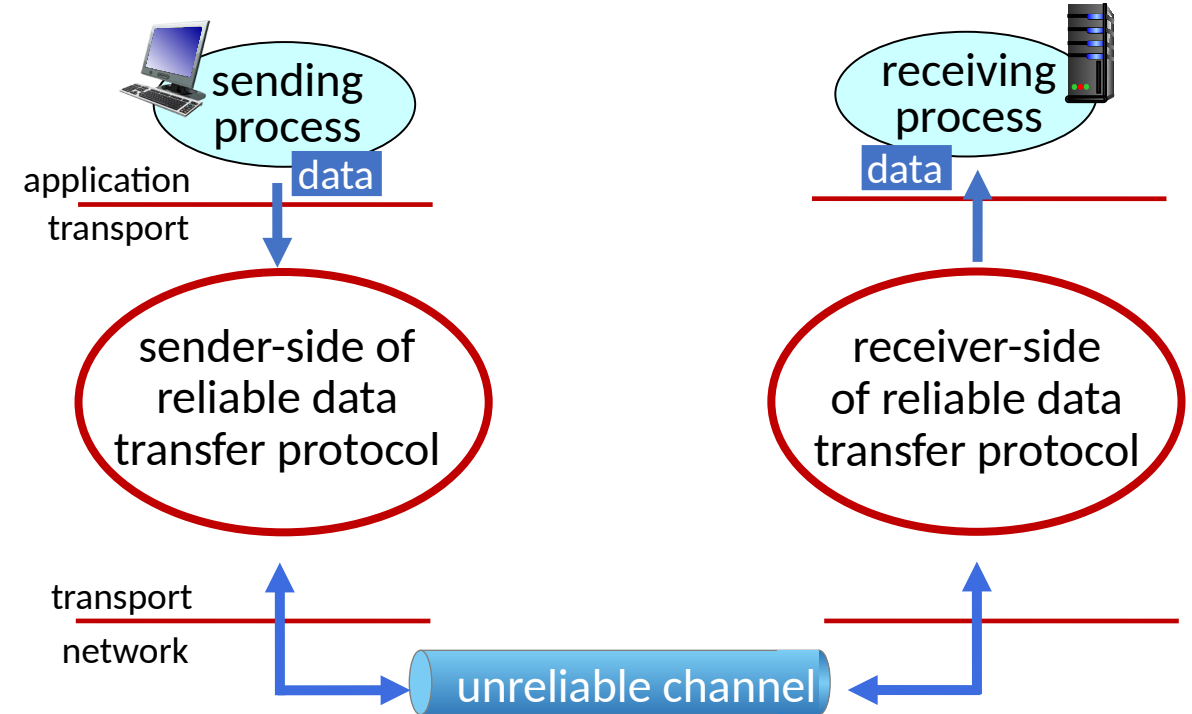 sending
process
data
application
transport
receiving
process
data
sender-side of
reliable data
transfer protocol
receiver-side
of reliable data
transfer protocol
transport
network
unreliable channel